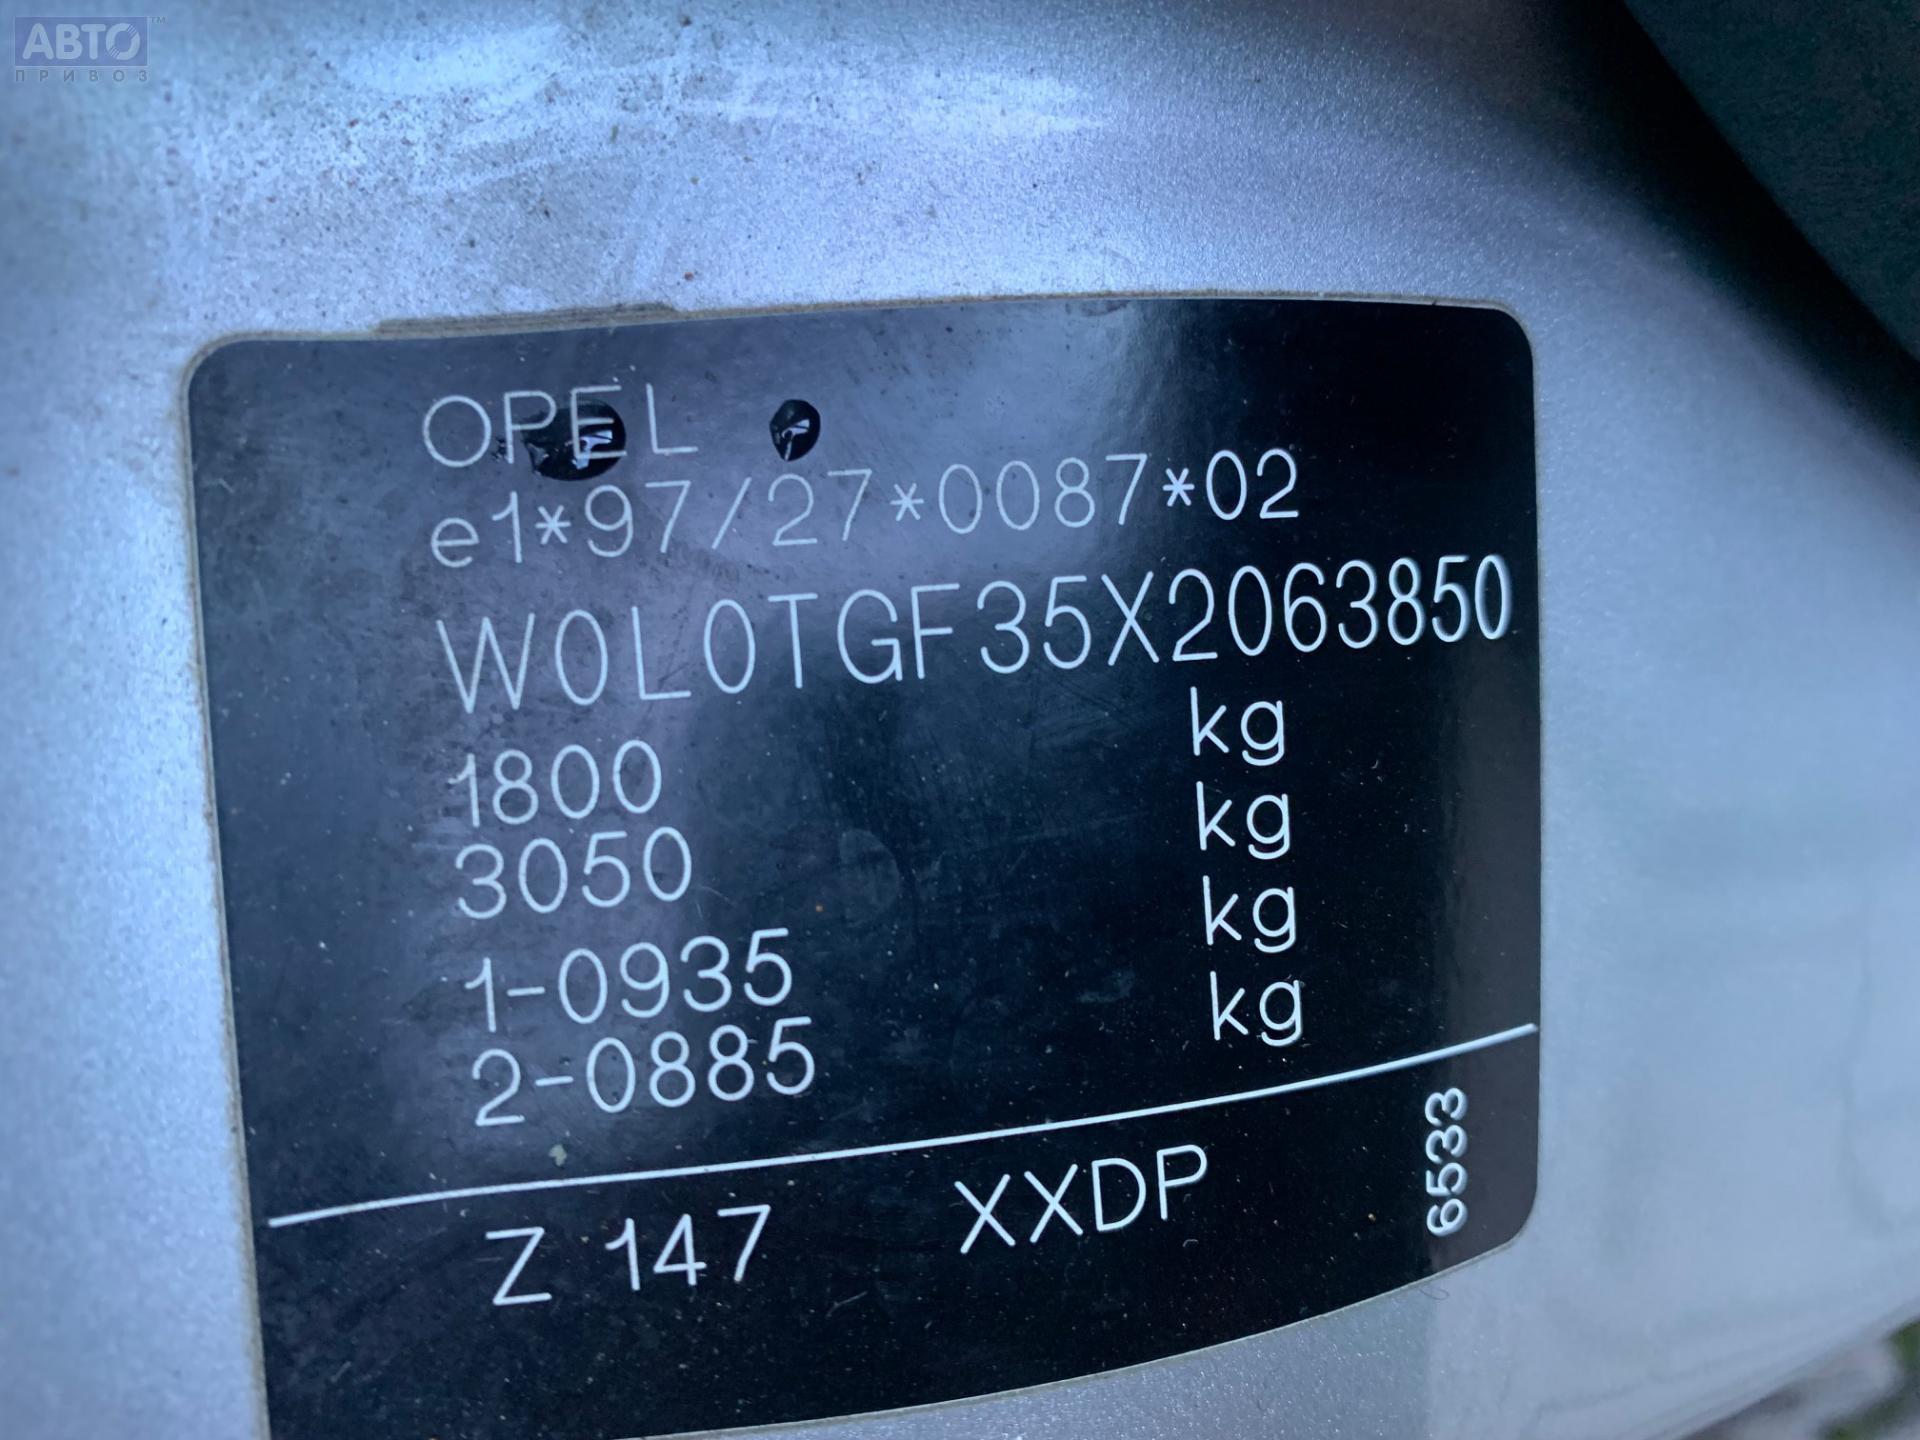 АВТО™
ПРИВОЗ
OPEL
e1*97/27*0087*02
W0L0TGF35X2063850
1800 kg
3050 kg
1-0935 kg
2-0885 kg
Z 147 XXDP 6533